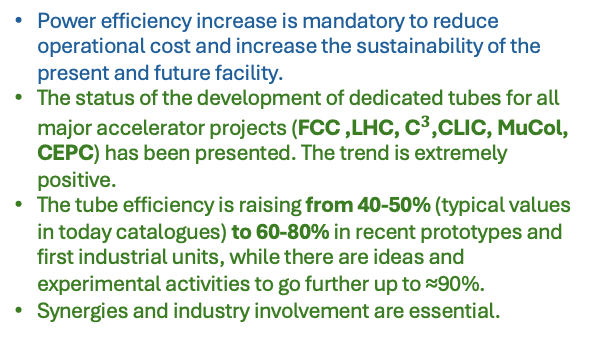 • Power efficiency increase is mandatory to reduce
operational cost and increase the sustainability of the
present and future facility.
• The status of the development of dedicated tubes for all
major accelerator projects (FCC ,LHC, C³,CLIC, MuCol,
CEPC) has been presented. The trend is extremely
positive.
• The tube efficiency is raising from 40-50% (typical values
in today catalogues) to 60-80% in recent prototypes and
first industrial units, while there are ideas and
experimental activities to go further up to ≈90%.
• Synergies and industry involvement are essential.